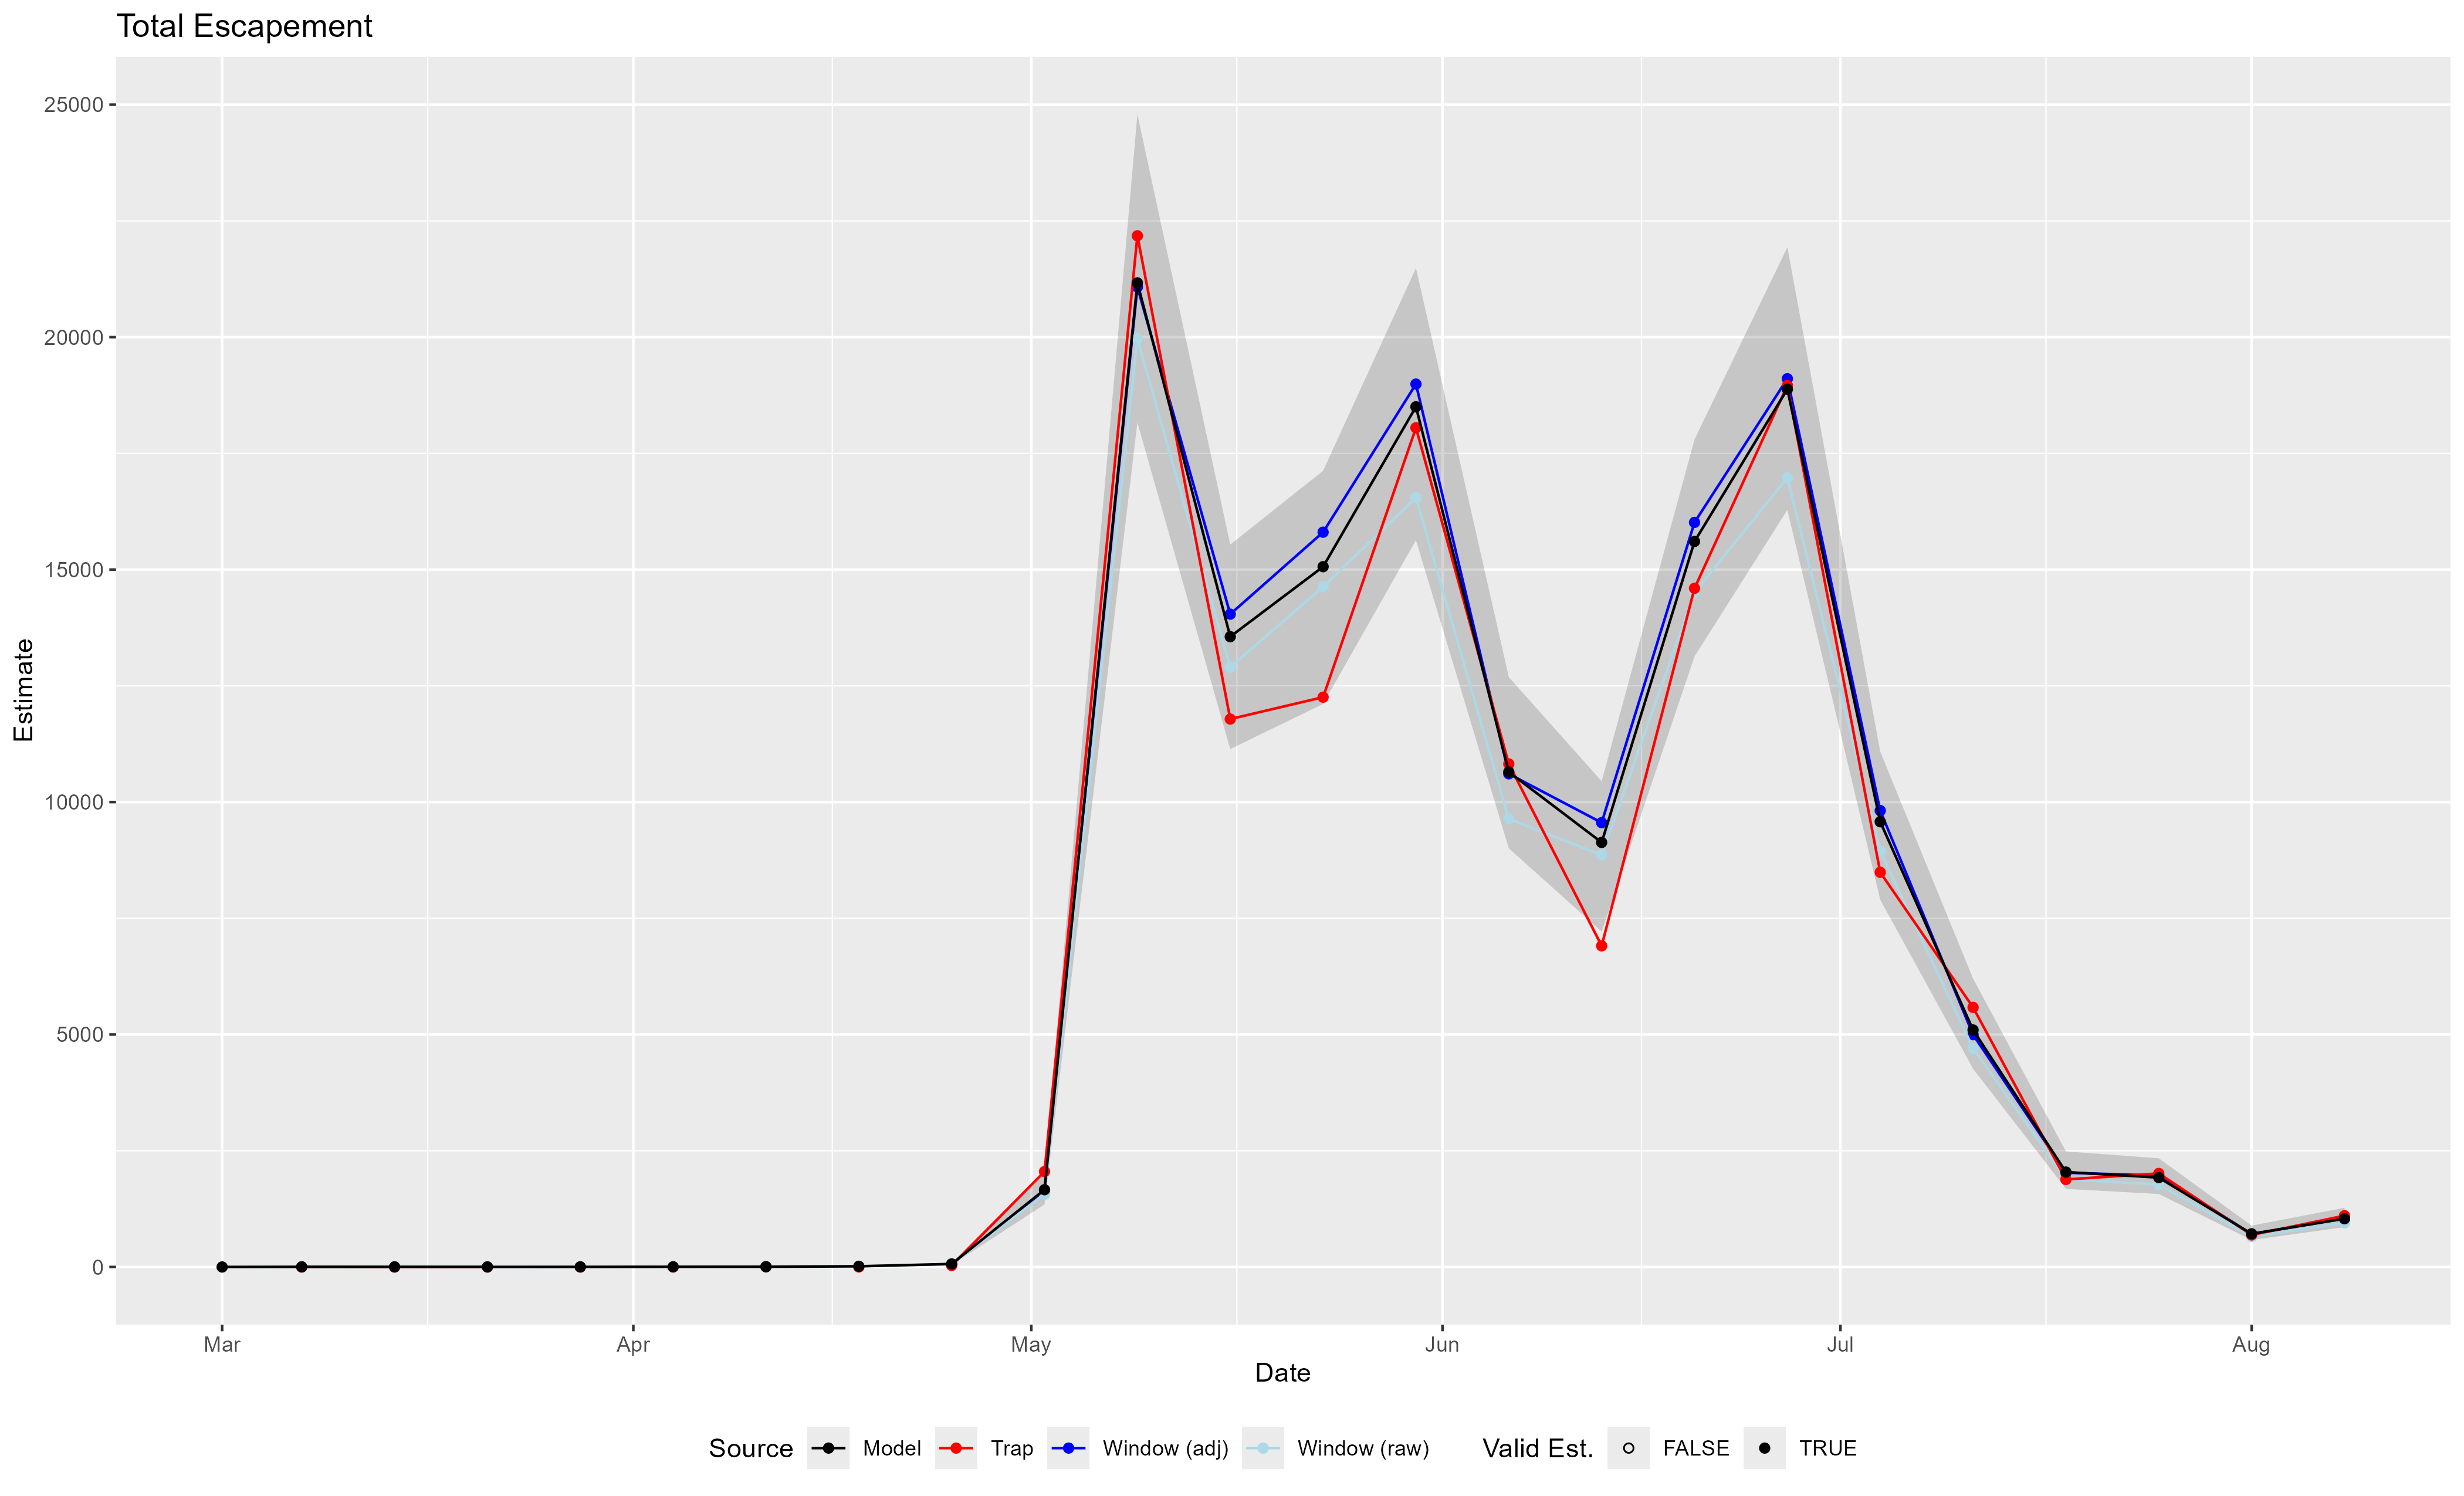 Total Escapement
25000
20000
15000
10000
5000
0
Estimate
Mar Apr May Jun Jul Aug
Date
Source Model Trap Window (adj) Window (raw) Valid Est. FALSE TRUE